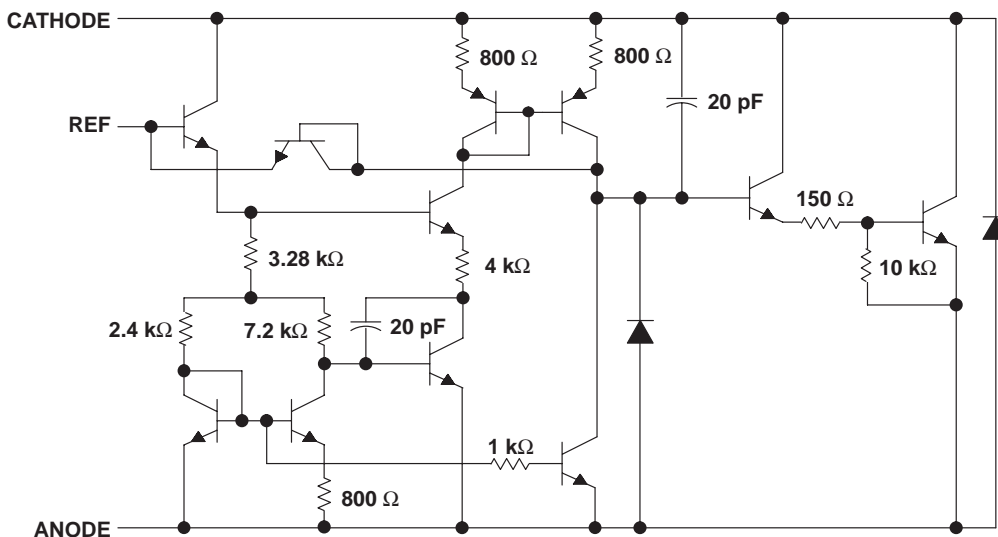 CATHODE
800 Ω
800 Ω
20 pF
REF
150 Ω
3.28 kΩ
4 kΩ
10 kΩ
2.4 kΩ
7.2 kΩ
20 pF
1 kΩ
800 Ω
ANODE